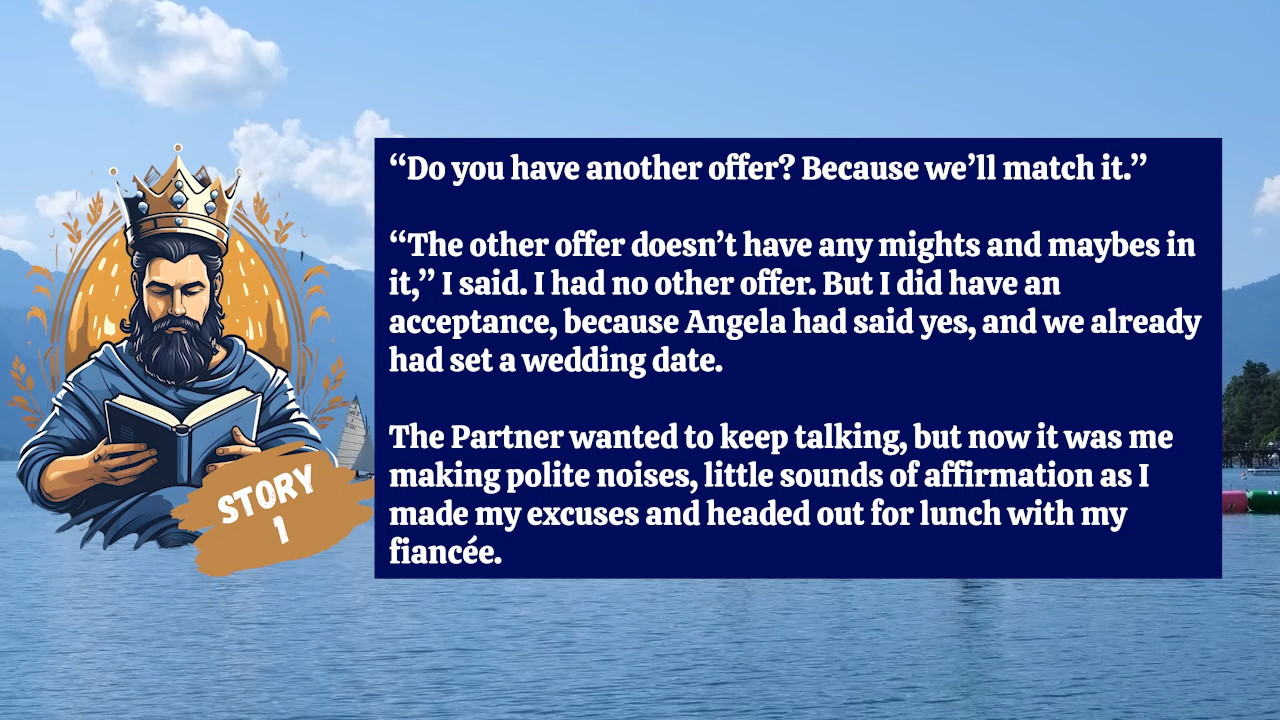 “Do you have another offer? Because we’ll match it.”
“The other offer doesn’t have any mights and maybes in
it,” I said. I had no other offer. But I did have an
acceptance, because Angela had said yes, and we already
had set a wedding date.
The Partner wanted to keep talking, but now it was me
making polite noises, little sounds of affirmation as I
made my excuses and headed out for lunch with my
fiancée.
STORY
1